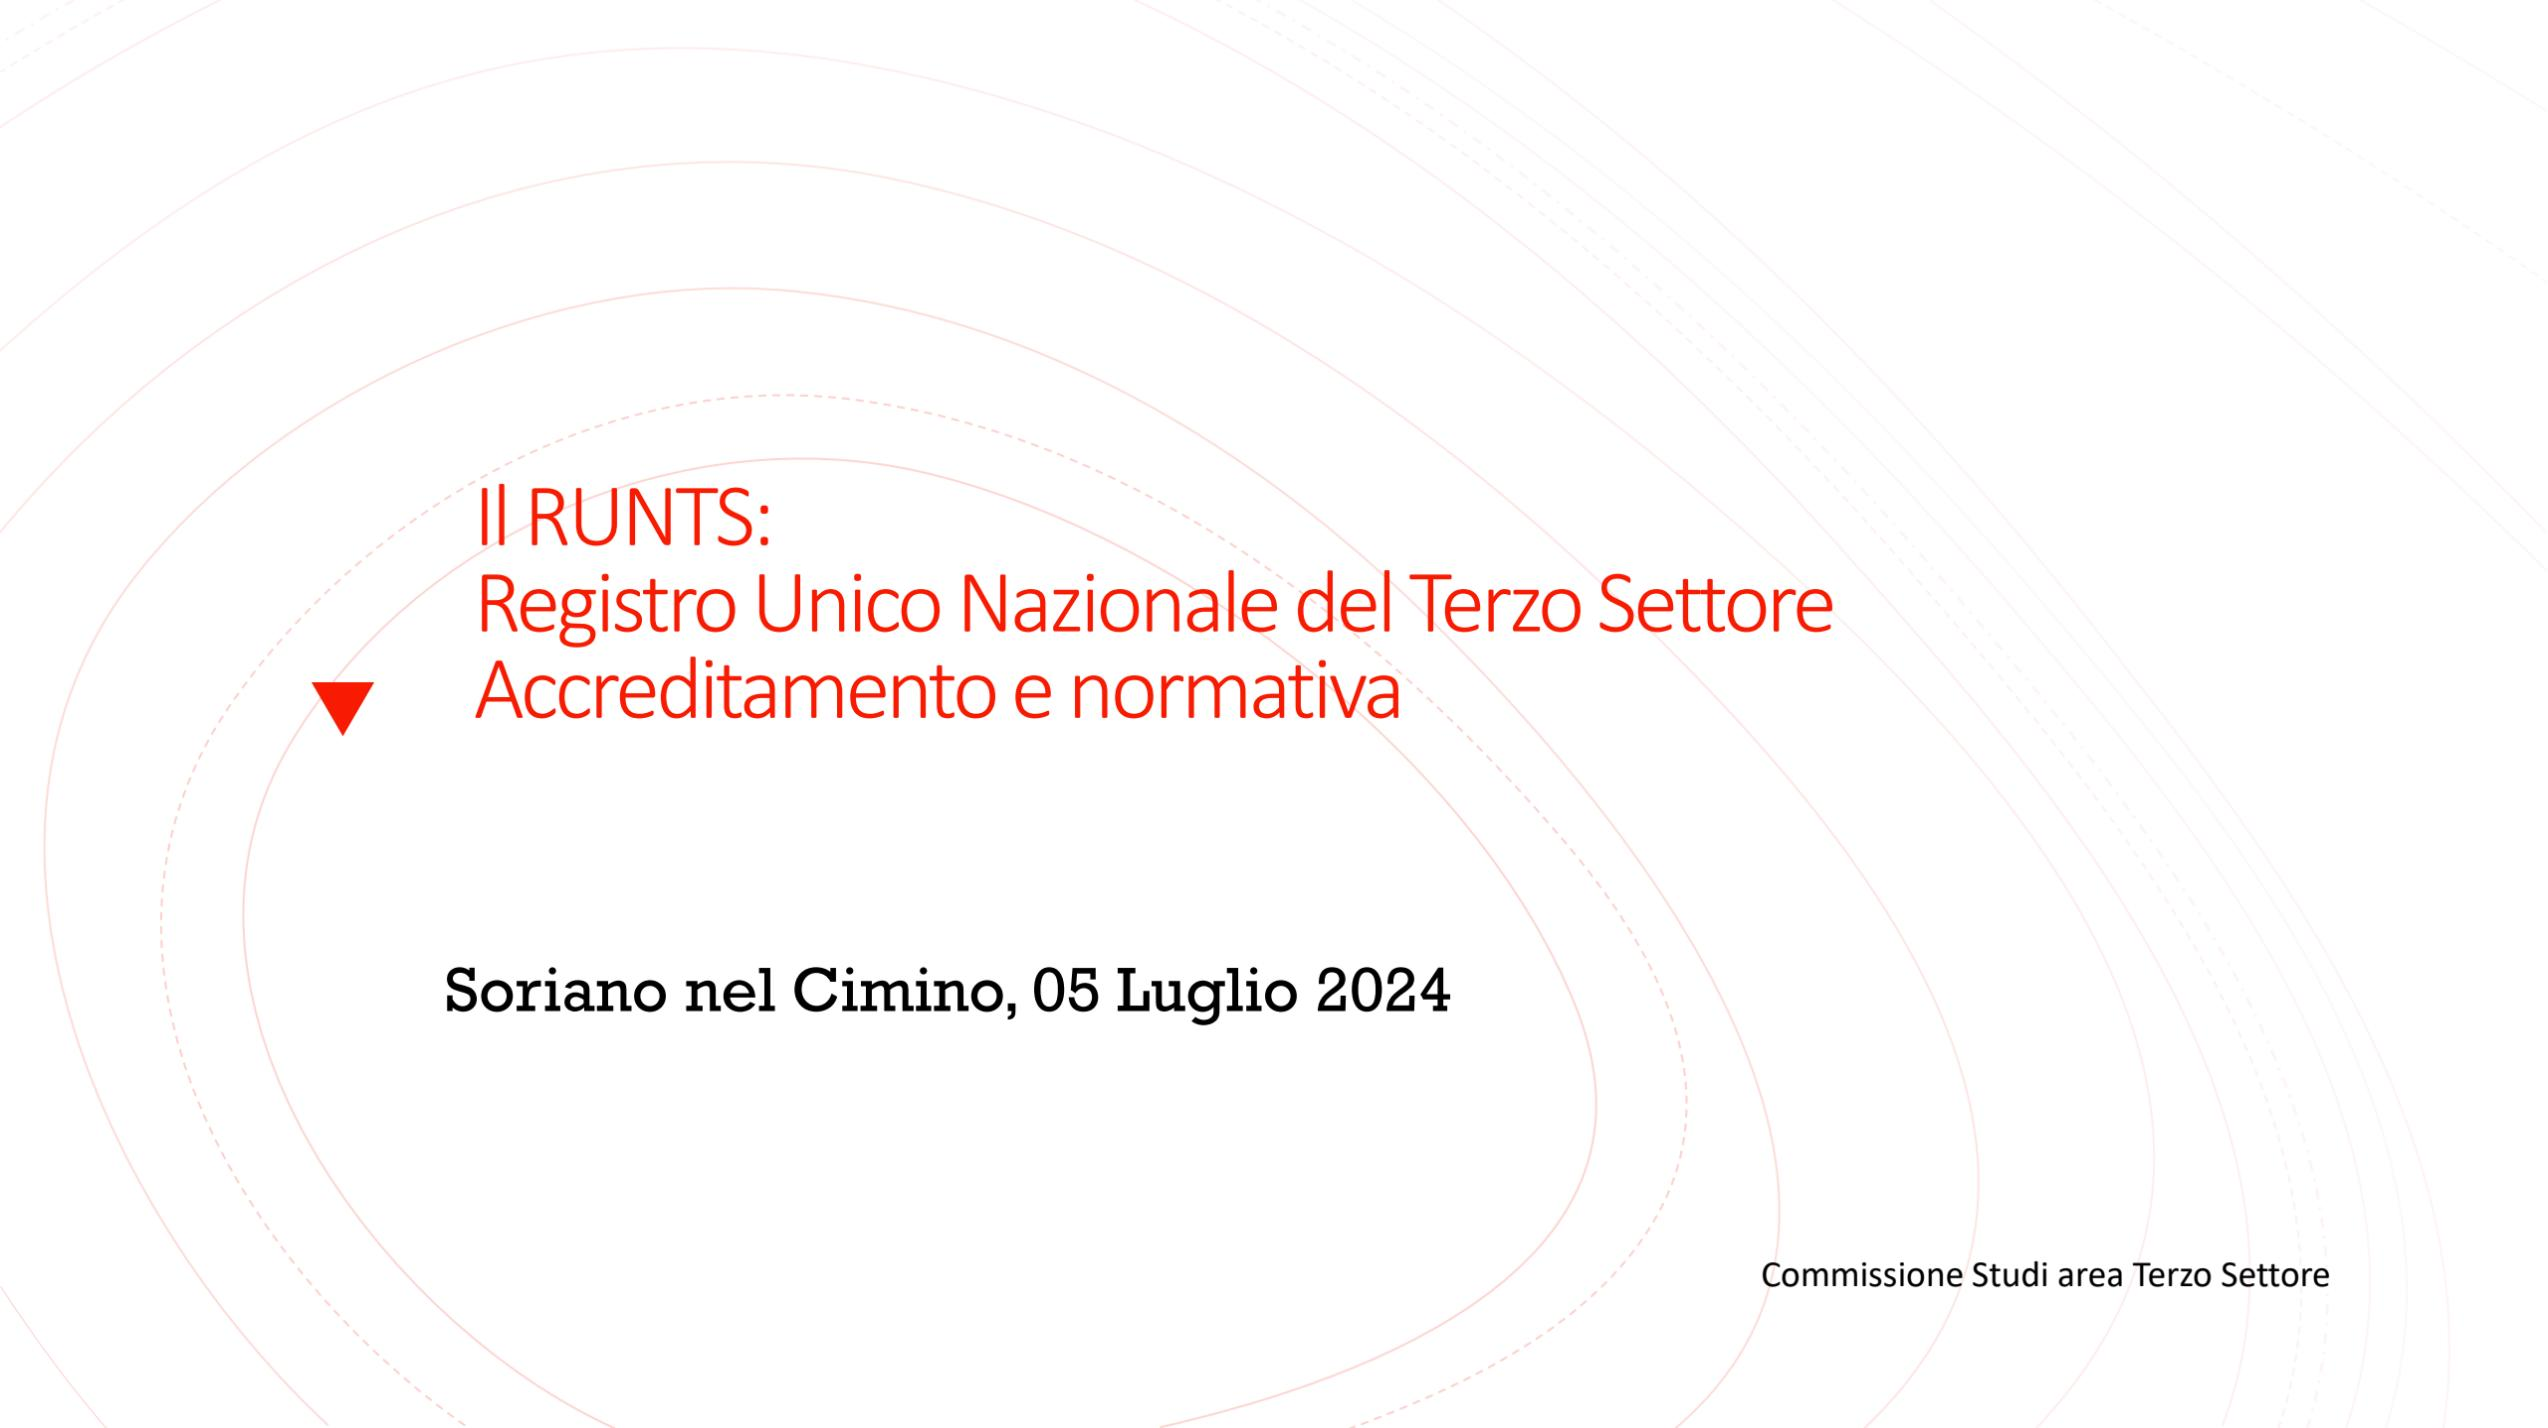 Il RUNTS:
Registro Unico Nazionale del Terzo Settore
Accreditamento e normativa
Soriano nel Cimino, 05 Luglio 2024
Commissione Studi area Terzo Settore